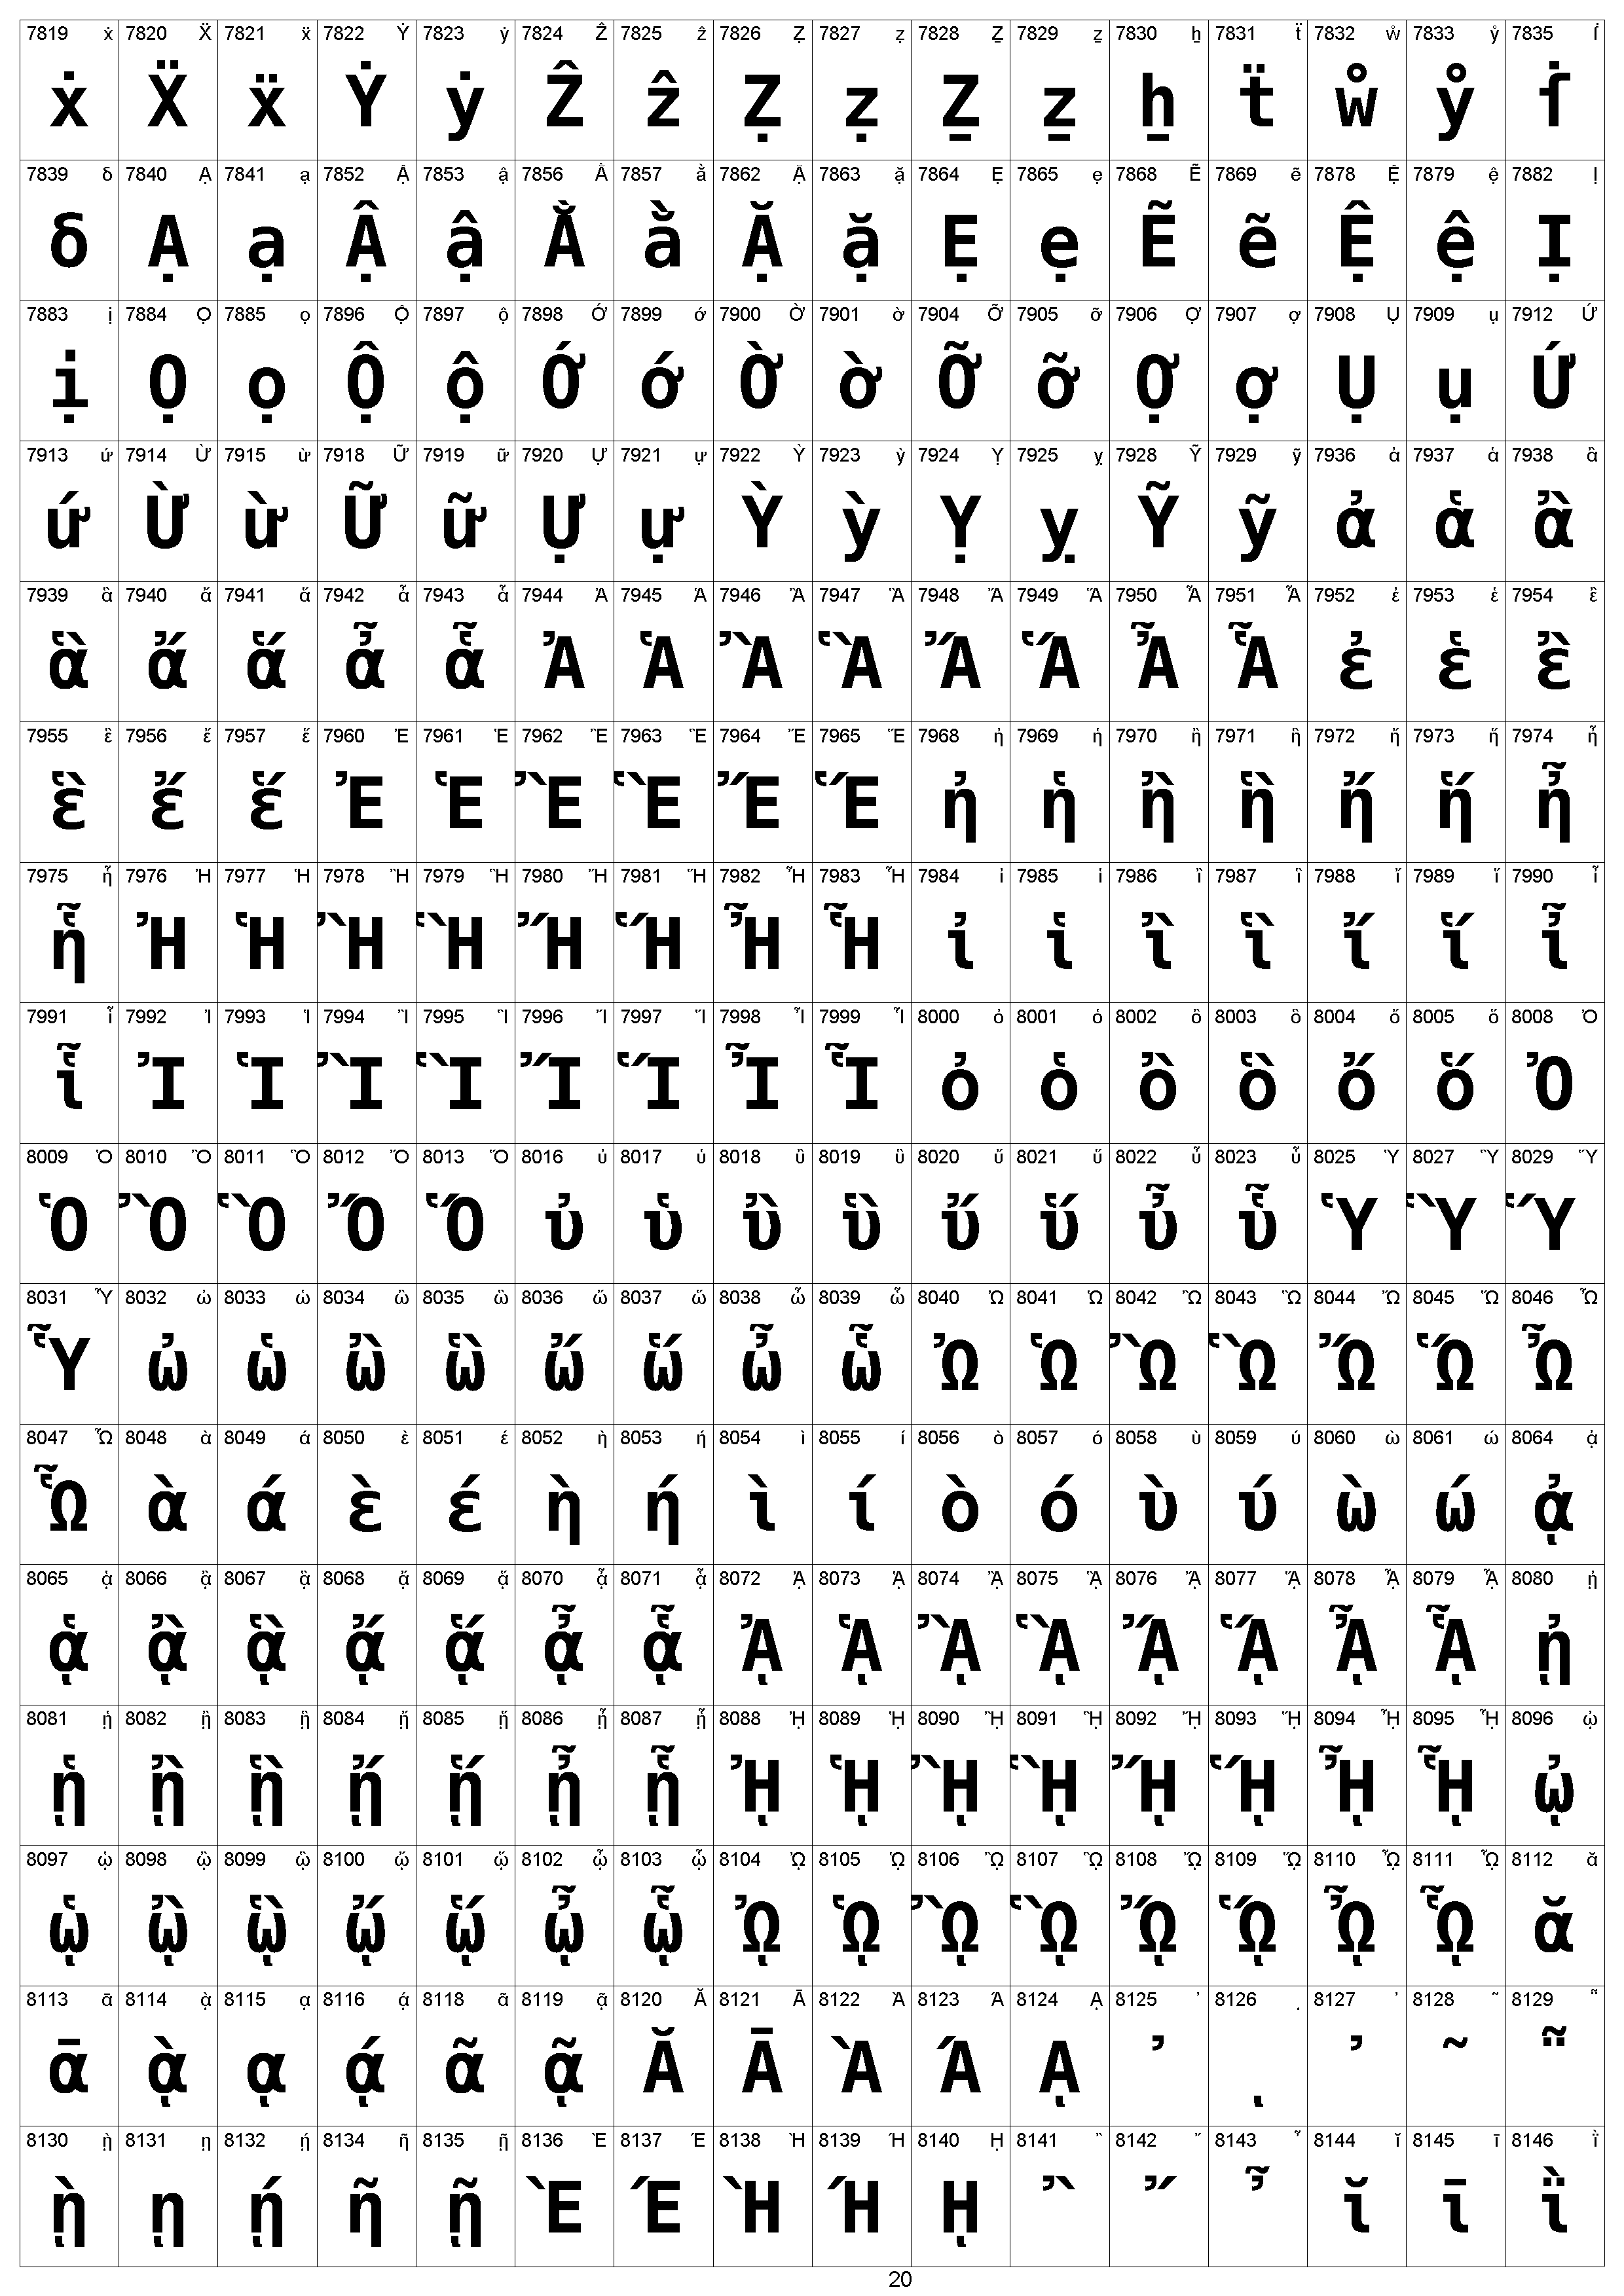 7819 ẋ 7820 Ẍ 7821 ẍ 7822 Ẏ 7823 ẏ 7824 Ẑ 7825 ẑ 7826 Ẓ 7827 ẓ 7828 Ẕ 7829 ẕ 7830 ẖ 7831 ẗ 7832 ẘ 7833 ẙ 7835 ẛ
ẋ Ẍ ẍ Ẏ ẏ Ẑ ẑ Ẓ ẓ Ẕ ẕ ẖ ẗ ẘ ẙ ẛ
7839 ẟ 7840 Ạ 7841 ạ 7852 Ậ 7853 ậ 7856 Ằ 7857 ằ 7862 Ặ 7863 ặ 7864 Ẹ 7865 ẹ 7868 Ẽ 7869 ẽ 7878 Ệ 7879 ệ 7882 Ị
ẟ Ạ ạ Ậ ậ Ằ ằ Ặ ặ Ẹ ẹ Ẽ ẽ Ệ ệ Ị
7883 ị 7884 Ọ 7885 ọ 7896 Ộ 7897 ộ 7898 Ớ 7899 ớ 7900 Ờ 7901 ờ 7904 Ỡ 7905 ỡ 7906 Ợ 7907 ợ 7908 Ụ 7909 ụ 7912 Ứ
ị Ọ ọ Ộ ộ Ớ ớ Ờ ờ Ỡ ỡ Ợ ợ Ụ ụ Ứ
7913 ứ 7914 Ừ 7915 ừ 7918 Ữ 7919 ữ 7920 Ự 7921 ự 7922 Ỳ 7923 ỳ 7924 Ỵ 7925 ỵ 7928 Ỹ 7929 ỹ 7936 ἀ 7937 ἁ 7938 ἂ
ứ Ừ ừ Ữ ữ Ự ự Ỳ ỳ Ỵ ỵ Ỹ ỹ ἀ ἁ ἂ
7939 ἃ 7940 ἄ 7941 ἅ 7942 ἆ 7943 ἇ 7944 Ἀ 7945 Ἁ 7946 Ἂ 7947 Ἃ 7948 Ἄ 7949 Ἅ 7950 Ἆ 7951 Ἇ 7952 ἐ 7953 ἑ 7954 ἒ
ἃ ἄ ἅ ἆ ἇ Ἀ Ἁ Ἂ Ἃ Ἄ Ἅ Ἆ Ἇ ἐ ἑ ἒ
7955 ἓ 7956 ἔ 7957 ἕ 7960 Ἐ 7961 Ἑ 7962 Ἒ 7963 Ἓ 7964 Ἔ 7965 Ἕ 7968 ἠ 7969 ἡ 7970 ἢ 7971 ἣ 7972 ἤ 7973 ἥ 7974 ἦ
ἓ ἔ ἕ Ἐ Ἑ Ἒ Ἓ Ἔ Ἕ ἠ ἡ ἢ ἣ ἤ ἥ ἦ
7975 ἧ 7976 Ἠ 7977 Ἡ 7978 Ἢ 7979 Ἣ 7980 Ἤ 7981 Ἥ 7982 Ἦ 7983 Ἧ 7984 ἰ 7985 ἱ 7986 ἲ 7987 ἳ 7988 ἴ 7989 ἵ 7990 ἶ
ἧ Ἠ Ἡ Ἢ Ἣ Ἤ Ἥ Ἦ Ἧ ἰ ἱ ἲ ἳ ἴ ἵ ἶ
7991 ἷ 7992 Ἰ 7993 Ἱ 7994 Ἲ 7995 Ἳ 7996 Ἴ 7997 Ἵ 7998 Ἶ 7999 Ἷ 8000 ὀ 8001 ὁ 8002 ὂ 8003 ὃ 8004 ὄ 8005 ὅ 8008 Ὀ
ἷ Ἰ Ἱ Ἲ Ἳ Ἴ Ἵ Ἶ Ἷ ὀ ὁ ὂ ὃ ὄ ὅ Ὀ
8009 Ὁ 8010 Ὂ 8011 Ὃ 8012 Ὄ 8013 Ὅ 8016 ὐ 8017 ὑ 8018 ὒ 8019 ὓ 8020 ὔ 8021 ὕ 8022 ὖ 8023 ὗ 8025 Ὑ 8027 Ὓ 8029 Ὕ
Ὁ Ὂ Ὃ Ὄ Ὅ ὐ ὑ ὒ ὓ ὔ ὕ ὖ ὗ Ὑ Ὓ Ὕ
8031 Ὗ 8032 ὠ 8033 ὡ 8034 ὢ 8035 ὣ 8036 ὤ 8037 ὥ 8038 ὦ 8039 ὧ 8040 Ὠ 8041 Ὡ 8042 Ὢ 8043 Ὣ 8044 Ὤ 8045 Ὥ 8046 Ὦ
Ὗ ὠ ὡ ὢ ὣ ὤ ὥ ὦ ὧ Ὠ Ὡ Ὢ Ὣ Ὤ Ὥ Ὦ
8047 Ὧ 8048 ὰ 8049 ά 8050 ὲ 8051 έ 8052 ὴ 8053 ή 8054 ὶ 8055 ί 8056 ὸ 8057 ό 8058 ὺ 8059 ύ 8060 ὼ 8061 ώ 8064 ᾀ
Ὧ ὰ ά ὲ έ ὴ ή ὶ ί ὸ ό ὺ ύ ὼ ώ ᾀ
8065 ᾁ 8066 ᾂ 8067 ᾃ 8068 ᾄ 8069 ᾅ 8070 ᾆ 8071 ᾇ 8072 ᾈ 8073 ᾉ 8074 ᾊ 8075 ᾋ 8076 ᾌ 8077 ᾍ 8078 ᾎ 8079 ᾏ 8080 ᾐ
ᾁ ᾂ ᾃ ᾄ ᾅ ᾆ ᾇ ᾈ ᾉ ᾊ ᾋ ᾌ ᾍ ᾎ ᾏ ᾐ
8081 ᾑ 8082 ᾒ 8083 ᾓ 8084 ᾔ 8085 ᾕ 8086 ᾖ 8087 ᾗ 8088 ᾘ 8089 ᾙ 8090 ᾚ 8091 ᾛ 8092 ᾜ 8093 ᾝ 8094 ᾞ 8095 ᾟ 8096 ᾠ
ᾑ ᾒ ᾓ ᾔ ᾕ ᾖ ᾗ ᾘ ᾙ ᾚ ᾛ ᾜ ᾝ ᾞ ᾟ ᾠ
8097 ᾡ 8098 ᾢ 8099 ᾣ 8100 ᾤ 8101 ᾥ 8102 ᾦ 8103 ᾧ 8104 ᾨ 8105 ᾩ 8106 ᾪ 8107 ᾫ 8108 ᾬ 8109 ᾭ 8110 ᾮ 8111 ᾯ 8112 ᾰ
ᾡ ᾢ ᾣ ᾤ ᾥ ᾦ ᾧ ᾨ ᾩ ᾪ ᾫ ᾬ ᾭ ᾮ ᾯ ᾰ
8113 ᾱ 8114 ᾲ 8115 ᾳ 8116 ᾴ 8118 ᾶ 8119 ᾷ 8120 Ᾰ 8121 Ᾱ 8122 Ὰ 8123 Ά 8124 ᾼ 8125 ᾽ 8126 ι 8127 ᾿ 8128 ῀ 8129 ῁
ᾱ ᾲ ᾳ ᾴ ᾶ ᾷ Ᾰ Ᾱ Ὰ Ά ᾼ ᾽ ι ᾿ ῀ ῁
8130 ῂ 8131 ῃ 8132 ῄ 8134 ῆ 8135 ῇ 8136 Ὲ 8137 Έ 8138 Ὴ 8139 Ή 8140 ῌ 8141 ῍ 8142 ῎ 8143 ῏ 8144 ῐ 8145 ῑ 8146 ῒ
ῂ ῃ ῄ ῆ ῇ Ὲ Έ Ὴ Ή ῌ ῍ ῎ ῏ ῐ ῑ ῒ
20